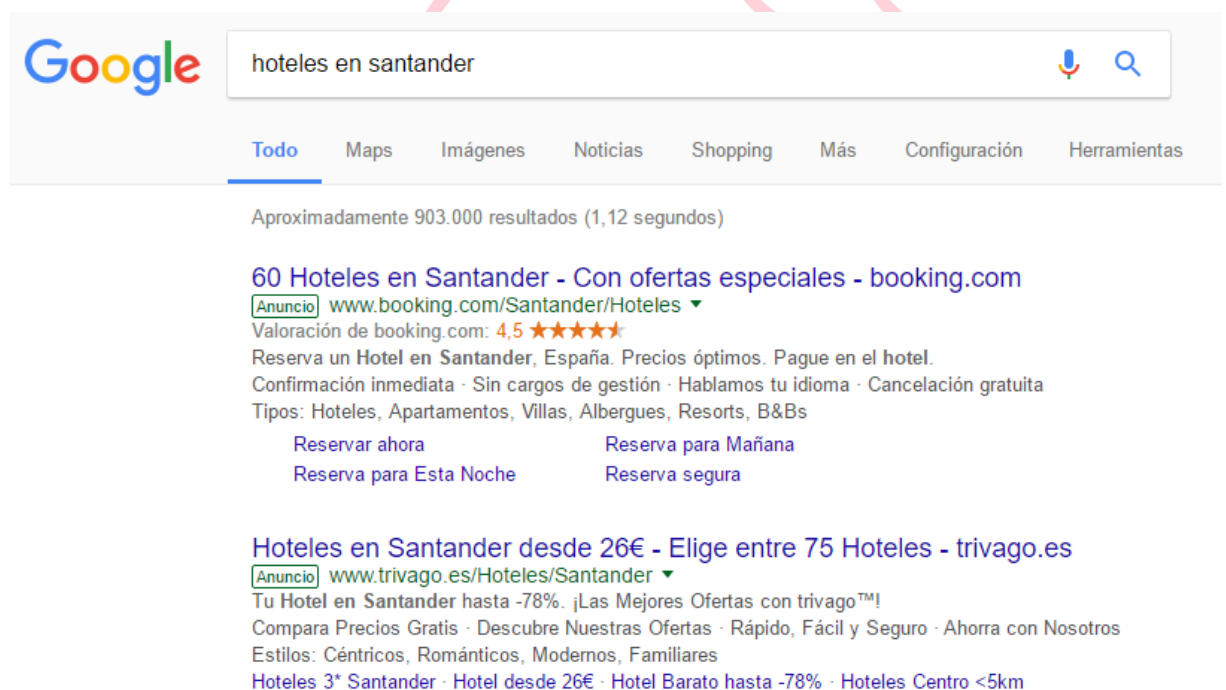 Google
hoteles en santander
Todo Maps Imágenes Noticias Shopping Más Configuración Herramientas
Aproximadamente 903.000 resultados (1,12 segundos)
60 Hoteles en Santander - Con ofertas especiales - booking.com
Anuncio www.booking.com/Santander/Hoteles
Valoración de booking.com: 4,5
Reserva un Hotel en Santander, España. Precios óptimos. Pague en el hotel.
Confirmación inmediata · Sin cargos de gestión · Hablamos tu idioma · Cancelación gratuita
Tipos: Hoteles, Apartamentos, Villas, Albergues, Resorts, B&Bs
Reservar ahora Reserva para Mañana
Reserva para Esta Noche Reserva segura
Hoteles en Santander desde 26€ - Elige entre 75 Hoteles - trivago.es
Anuncio www.trivago.es/Hoteles/Santander
Tu Hotel en Santander hasta -78%. ¡Las Mejores Ofertas con trivago™!
Compara Precios Gratis · Descubre Nuestras Ofertas · Rápido, Fácil y Seguro · Ahorra con Nosotros
Estilos: Céntricos, Románticos, Modernos, Familiares
Hoteles 3* Santander · Hotel desde 26€ · Hotel Barato hasta -78% · Hoteles Centro <5km